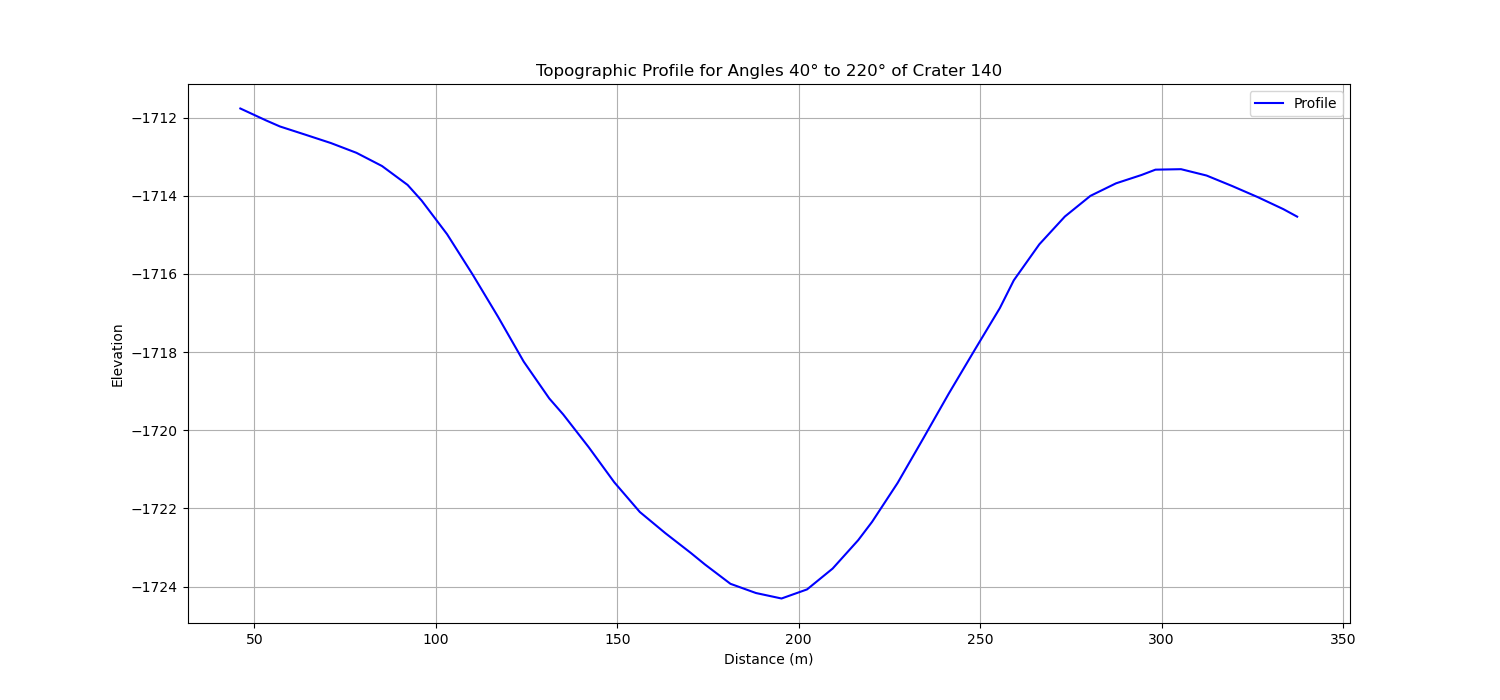 Topographic Profile for Angles 40° to 220° of Crater 140
Profile
−1712
−1714
−1716
−1718
−1720
−1722
−1724
Elevation
50 100 150 200 250 300 350
Distance (m)